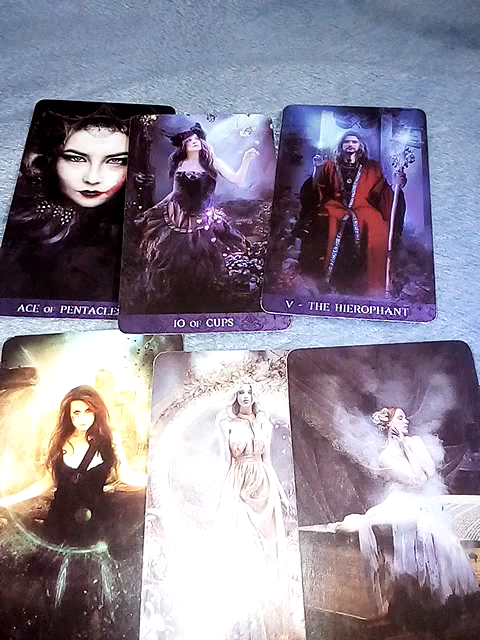 ACE OF PENTACLE
10 OF CUPS
V - THE HIEROPHANT